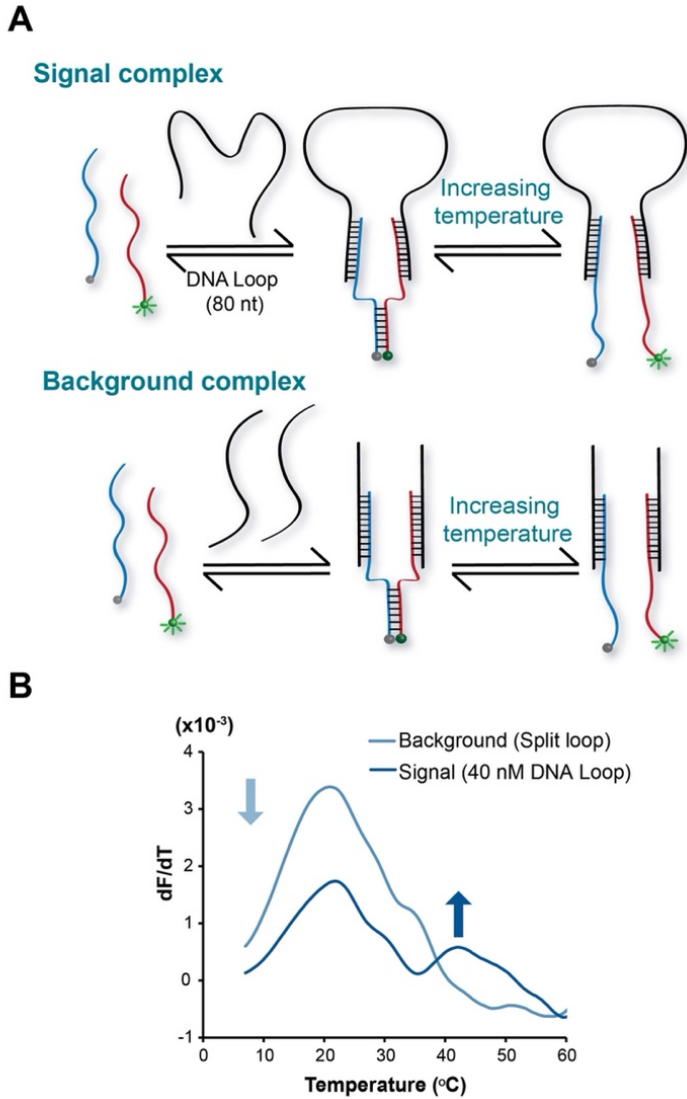 A
Signal complex
Increasing
temperature
DNA Loop
(80 nt)
Background complex
Increasing
temperature
B
(x10⁻³)
Background (Split loop)
Signal (40 nM DNA Loop)
4
3
2
1
0
-1
dF/dT
0 10 20 30 40 50 60
Temperature (ºC)